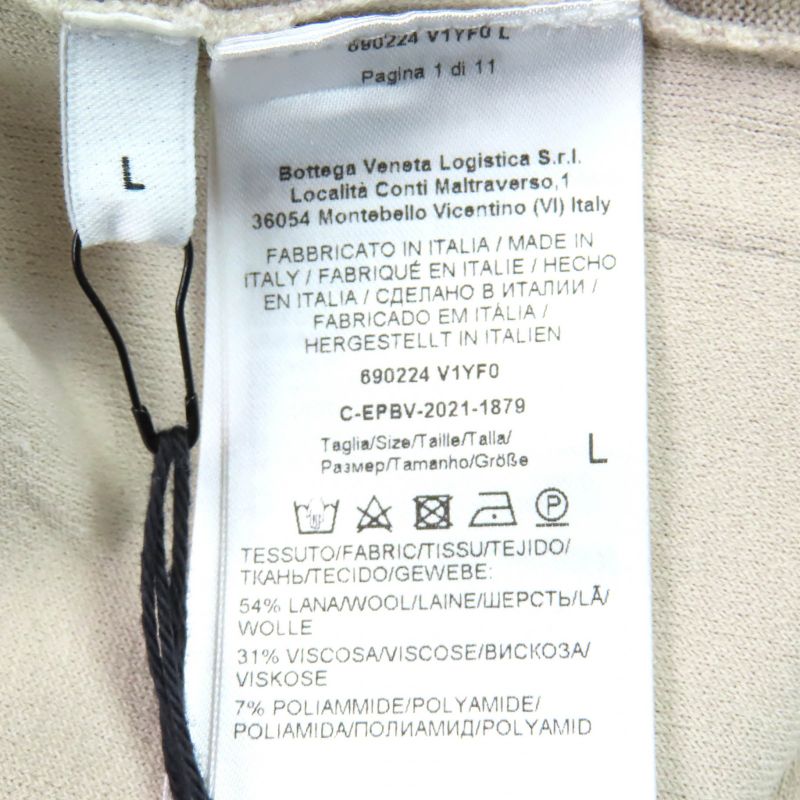 L
690224 V1YF0 L
Pagina 1 di 11
Bottega Veneta Logistica S.r.l.
Località Conti Maltraverso,1
36054 Montebello Vicentino (VI) Italy
FABBRICATO IN ITALIA / MADE IN
ITALY / FABRIQUÉ EN ITALIE / HECHO
EN ITALIA / СДЕЛАНО В ИТАЛИИ /
FABRICADO EM ITÁLIA /
HERGESTELLT IN ITALIEN
690224 V1YF0
C-EPBV-2021-1879
Taglia/Size/Taille/Talla/
Размер/Tamanho/Größe
L
P
TESSUTO/FABRIC/TISSU/TEJIDO/
ТКАНЬ/TECIDO/GEWEBE:
54% LANA/WOOL/LAINE/ШЕРСТЬ/LÃ/
WOLLE
31% VISCOSA/VISCOSE/ВИСКОЗА/
VISKOSE
7% POLIAMMIDE/POLYAMIDE/
POLIAMIDA/ПОЛИАМИД/POLYAMID